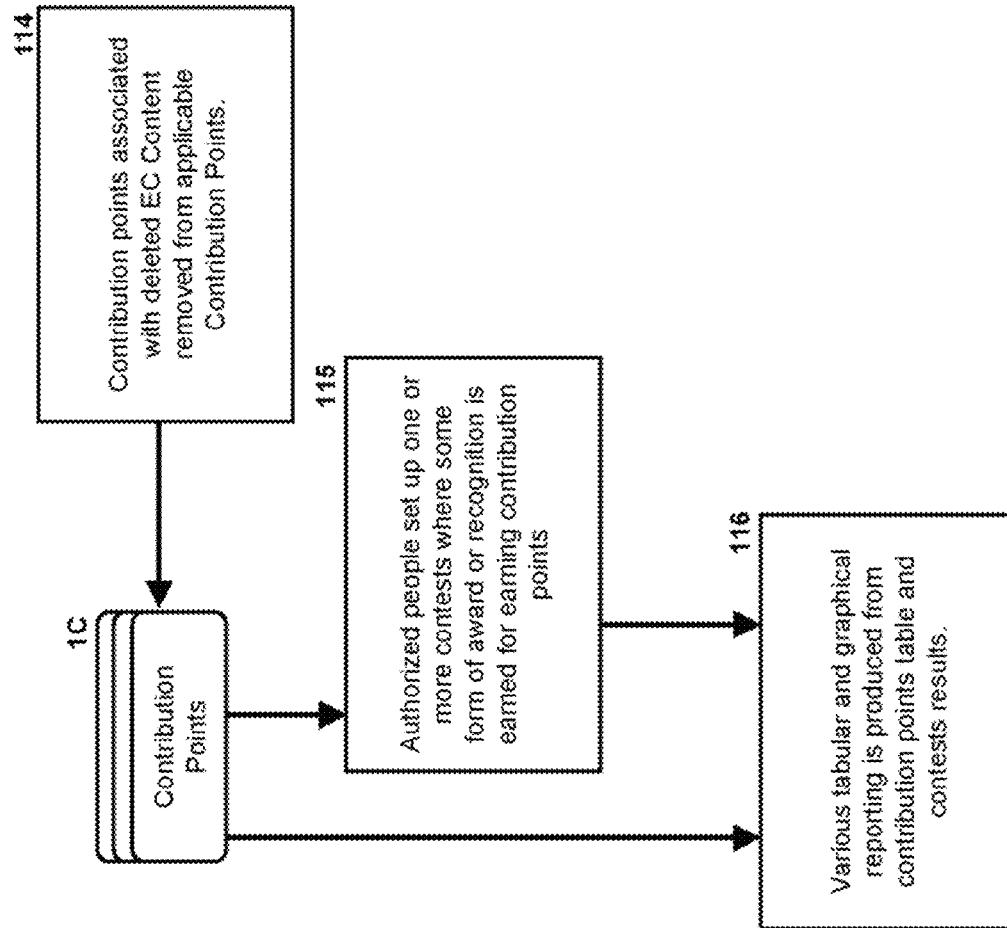 114
Contribution points associated
with deleted EC Content
removed from applicable
Contribution Points.
1C
Contribution
Points
115
Authorized people set up one or
more contests where some
form of award or recognition is
earned for earning contribution
points
116
Various tabular and graphical
reporting is produced from
contribution points table and
contests results.